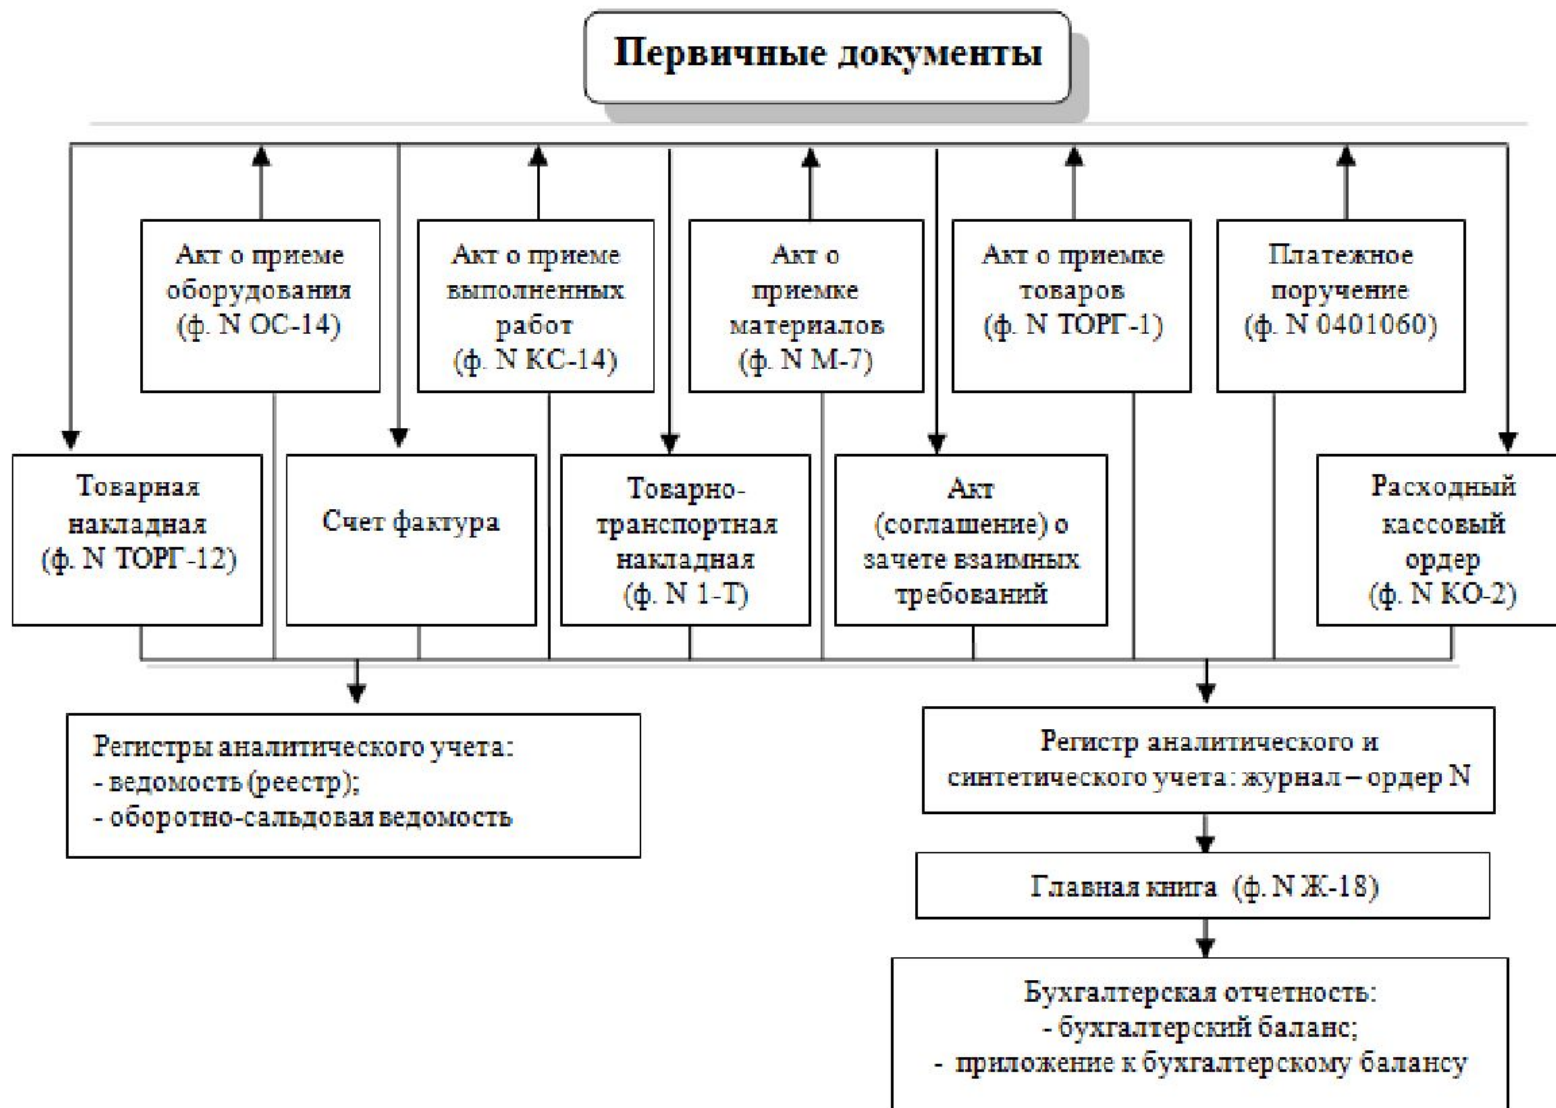 Первичные документы
Акт о приеме
оборудования
(ф. N ОС-14)
Акт о приеме
выполненных
работ
(ф. N КС-14)
Акт о
приемке
материалов
(ф. N М-7)
Акт о приемке
товаров
(ф. N ТОРГ-1)
Платежное
поручение
(ф. N 0401060)
Товарная
накладная
(ф. N ТОРГ-12)
Счет фактура
Товарно-
транспортная
накладная
(ф. N 1-Т)
Акт
(соглашение) о
зачете взаимных
требований
Расходный
кассовый
ордер
(ф. N КО-2)
Регистры аналитического учета:
- ведомость (реестр);
- оборотно-сальдовая ведомость
Регистр аналитического и
синтетического учета: журнал – ордер N
Главная книга (ф. N Ж-18)
Бухгалтерская отчетность:
- бухгалтерский баланс;
- приложение к бухгалтерскому балансу